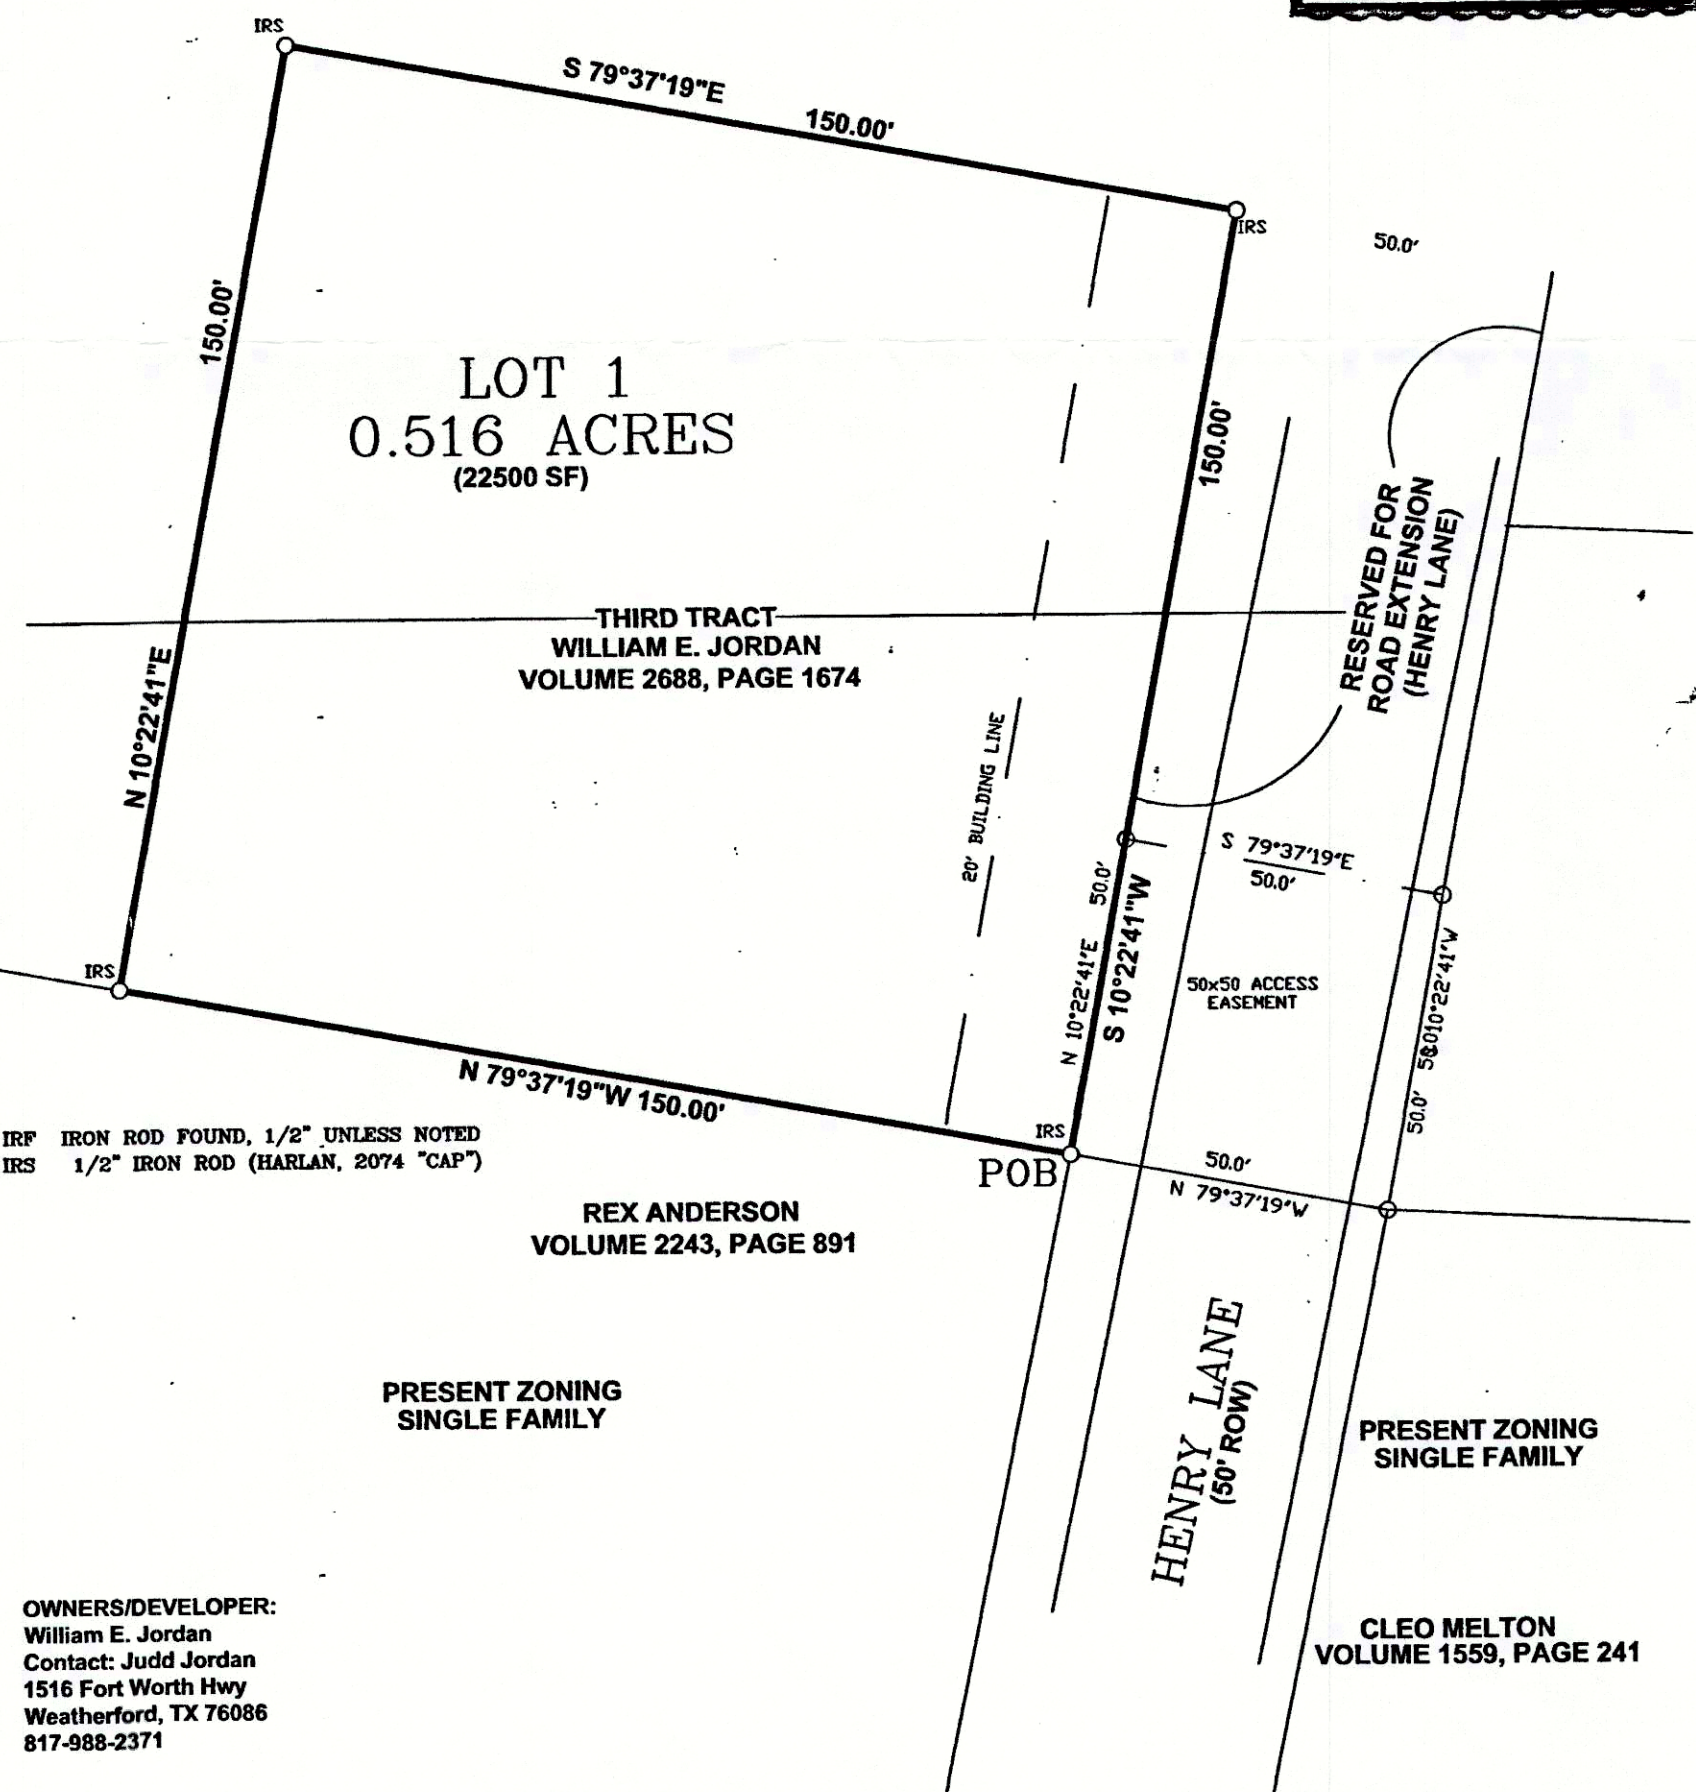 IRS
S 79°37'19"E
150.00'
IRS
50.0'
150.00'
LOT 1
0.516 ACRES
(22500 SF)
150.00'
RESERVED FOR
ROAD EXTENSION
(HENRY LANE)
THIRD TRACT
WILLIAM E. JORDAN
VOLUME 2688, PAGE 1674
N 10°22'41"E
20' BUILDING LINE
S 79°37'19"E
50.0'
N 10°22'41"E 50.0'
S 10°22'41"W
IRS
50x50 ACCESS
EASEMENT
10°22'41"W
50.0'
N 79°37'19"W 150.00'
IRS
POB
50.0'
N 79°37'19"W
IRF IRON ROD FOUND, 1/2" UNLESS NOTED
IRS 1/2" IRON ROD (HARLAN, 2074 "CAP")
REX ANDERSON
VOLUME 2243, PAGE 891
PRESENT ZONING
SINGLE FAMILY
HENRY LANE
(50' ROW)
PRESENT ZONING
SINGLE FAMILY
CLEO MELTON
VOLUME 1559, PAGE 241
OWNERS/DEVELOPER:
William E. Jordan
Contact: Judd Jordan
1516 Fort Worth Hwy
Weatherford, TX 76086
817-988-2371